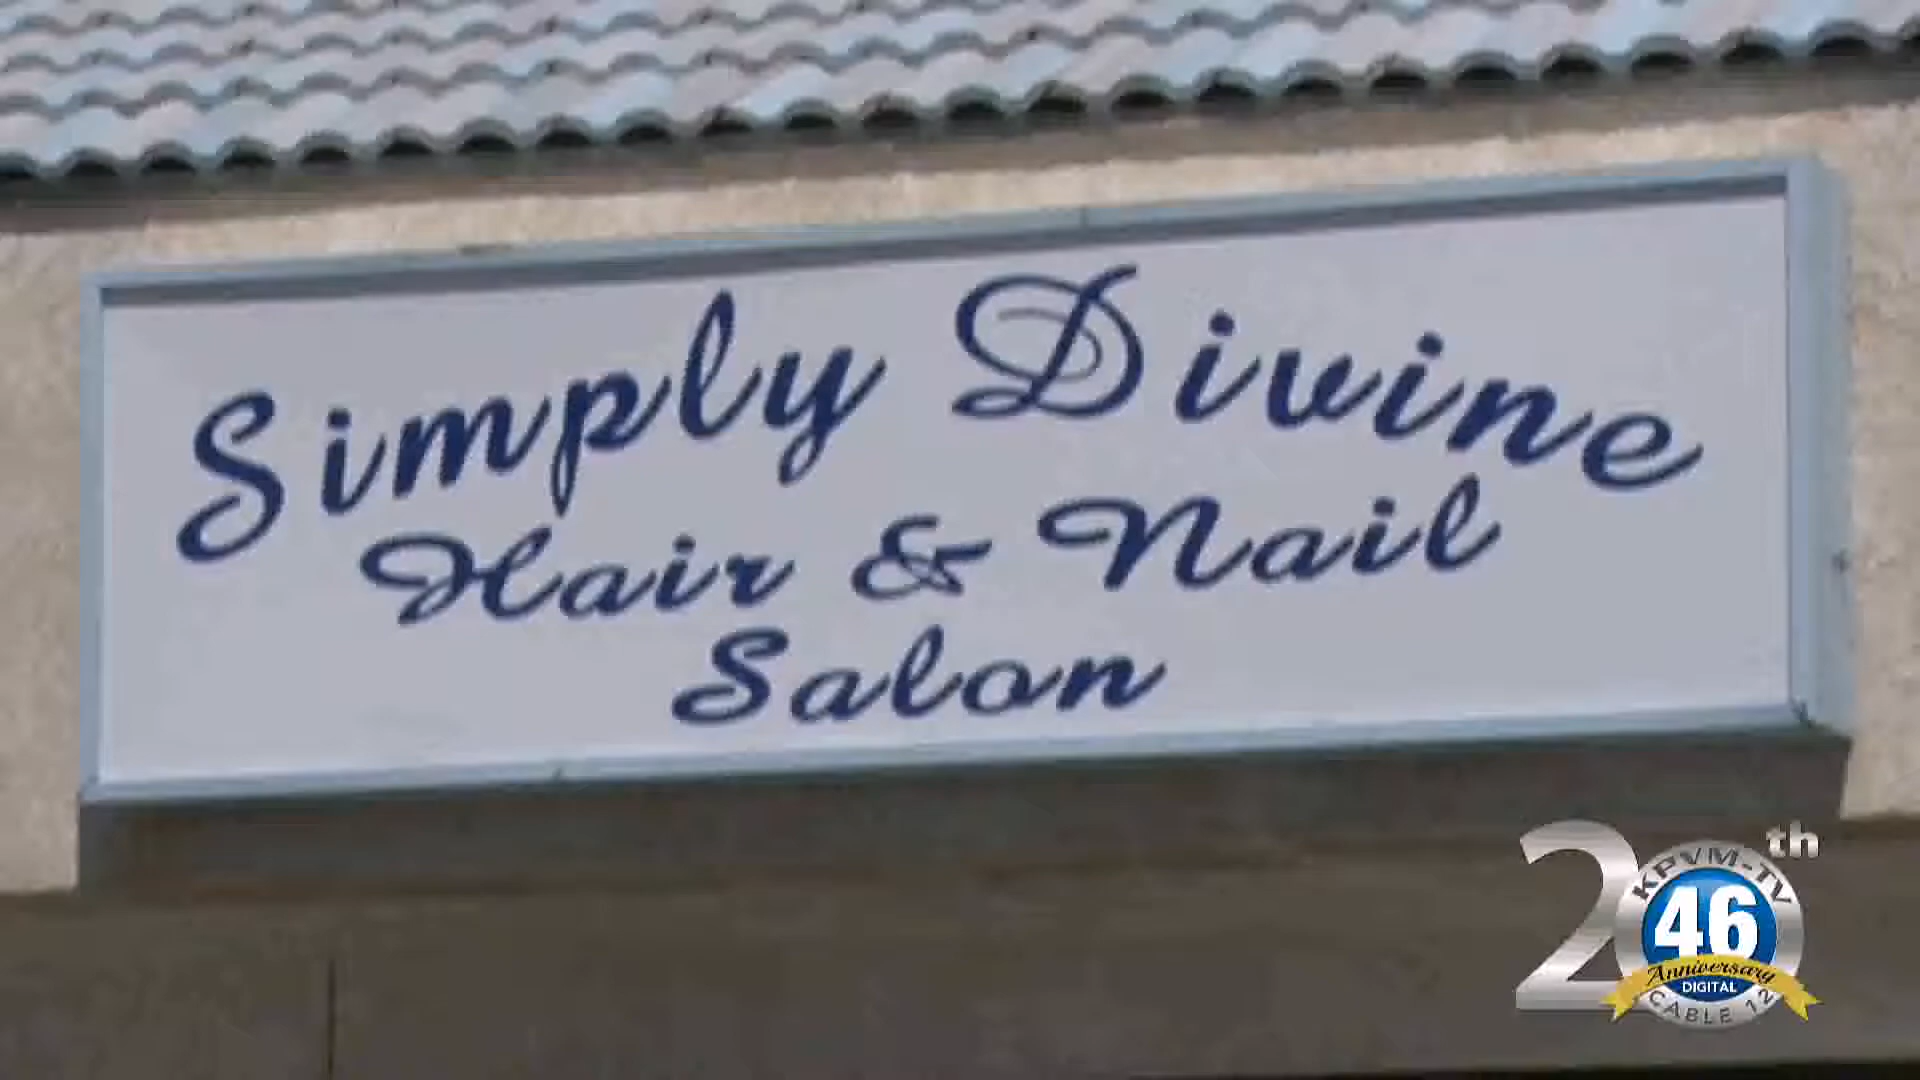 Simply Divine
Hair & Nail
Salon
20th
KPVM-TV
46
Anniversary
DIGITAL
CABLE 12